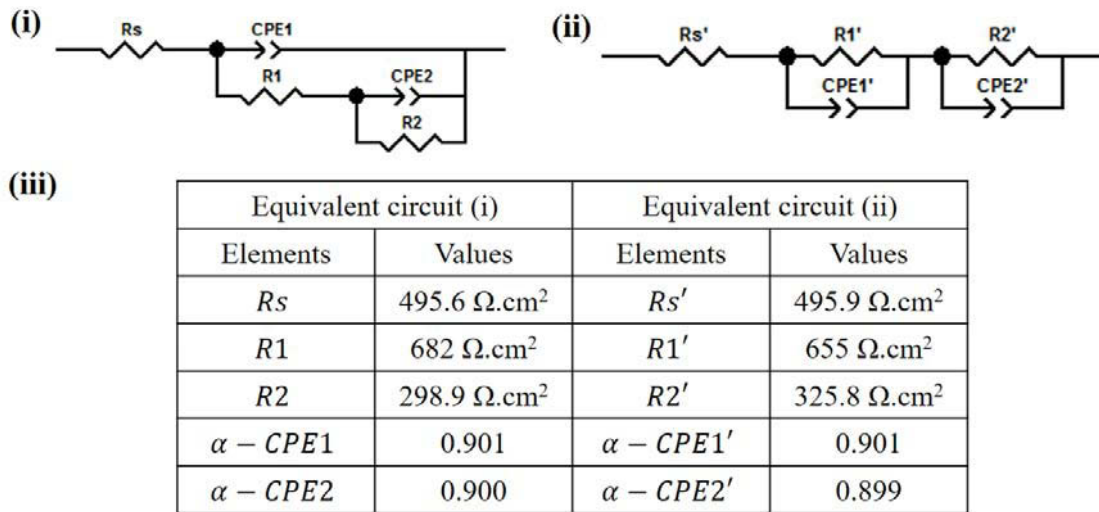 (i)
Rs
CPE1
R1
CPE2
R2
(ii)
Rs'
R1'
CPE1'
R2'
CPE2'
(iii)
Equivalent circuit (i) Equivalent circuit (ii)
Elements Values Elements Values
Rs 495.6 Ω.cm² Rs′ 495.9 Ω.cm²
R1 682 Ω.cm² R1′ 655 Ω.cm²
R2 298.9 Ω.cm² R2′ 325.8 Ω.cm²
α − CPE1 0.901 α − CPE1′ 0.901
α − CPE2 0.900 α − CPE2′ 0.899